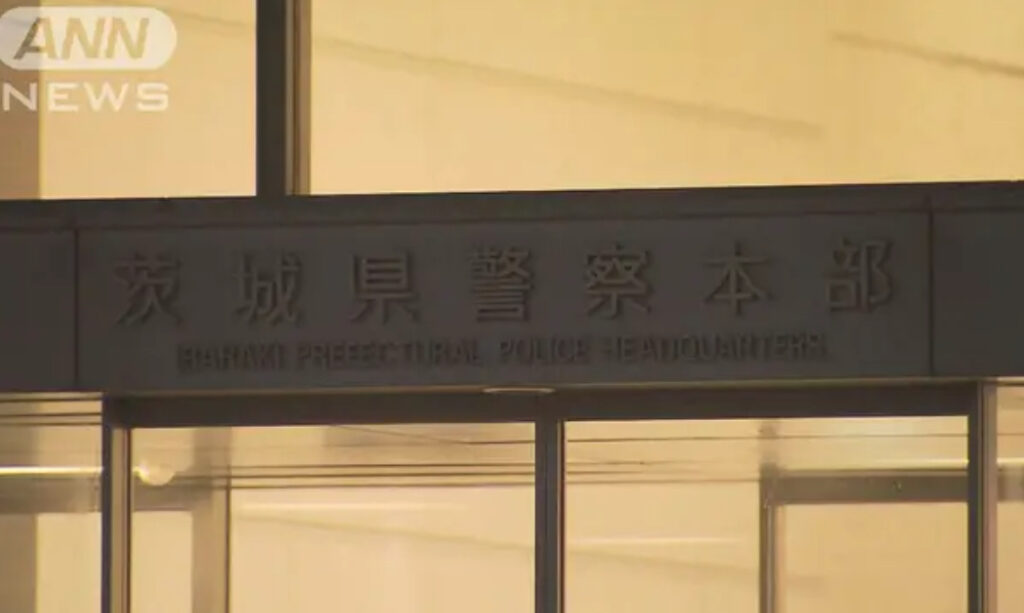 ANN
NEWS
茨城県警察本部
IBARAKI PREFECTURAL POLICE HEADQUARTERS